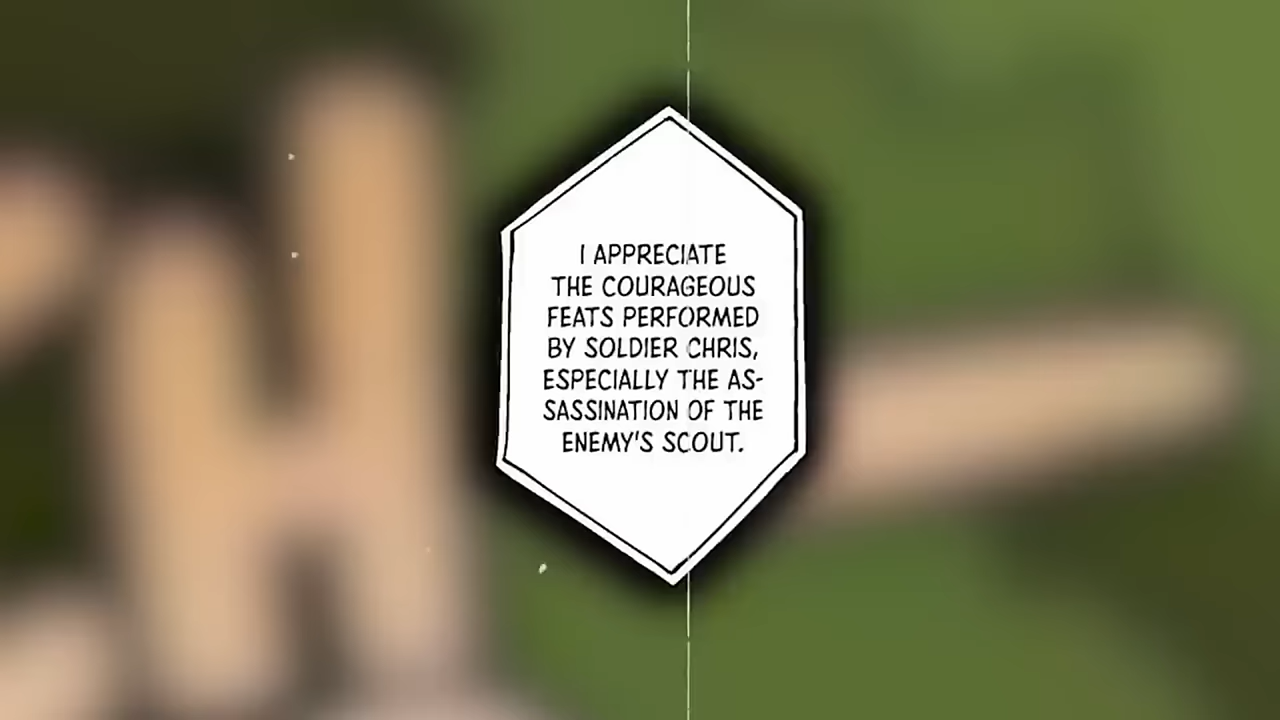 I APPRECIATE
THE COURAGEOUS
FEATS PERFORMED
BY SOLDIER CHRIS,
ESPECIALLY THE AS-
SASSINATION OF THE
ENEMY'S SCOUT.